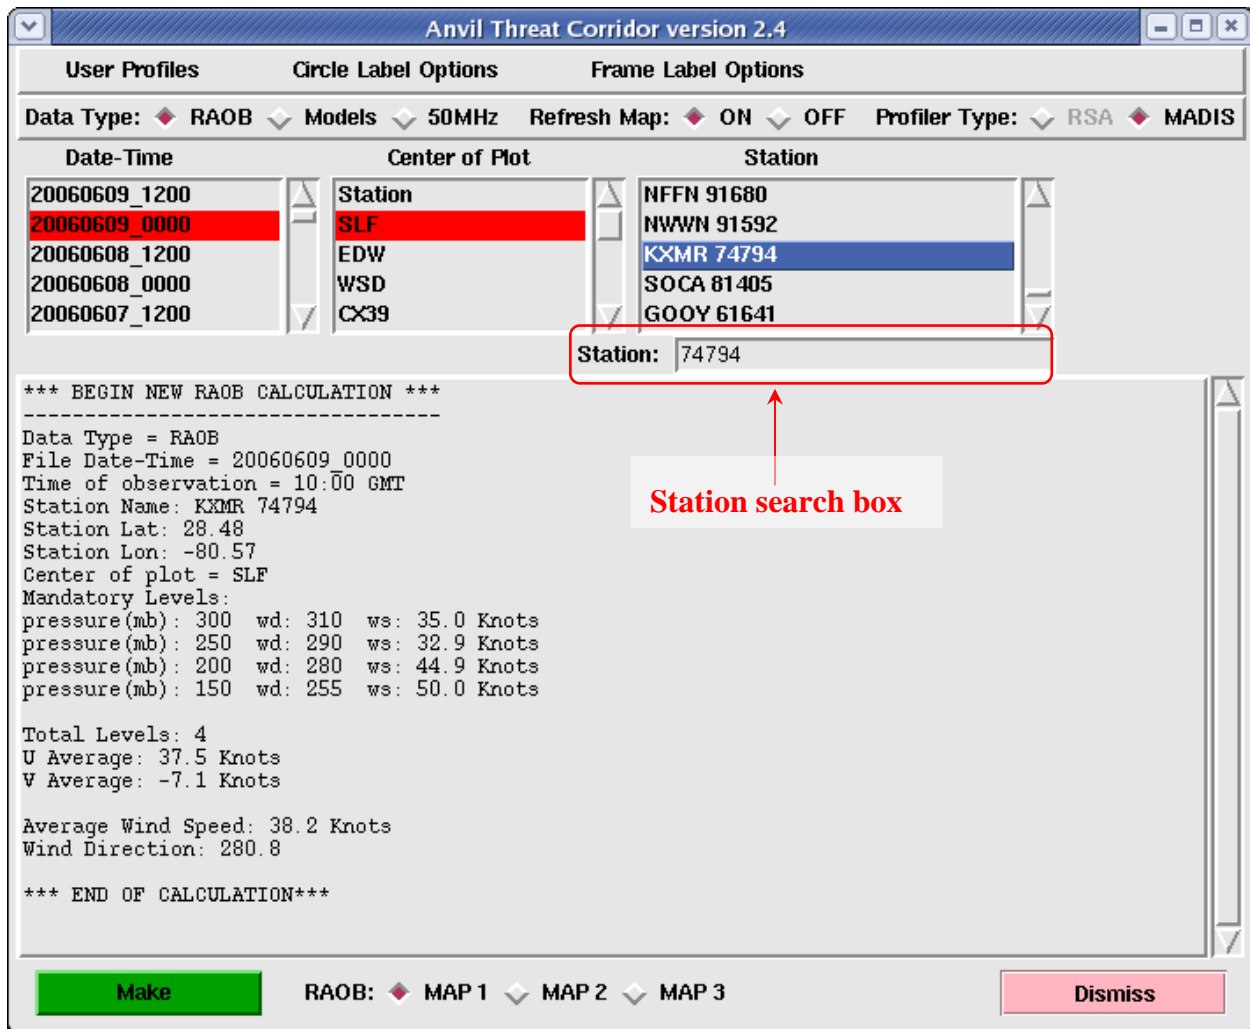 Anvil Threat Corridor version 2.4
User Profiles Circle Label Options Frame Label Options
Data Type: RAOB Models 50MHz Refresh Map: ON OFF Profiler Type: RSA MADIS
Date-Time Center of Plot Station
20060609_1200 Station NFFN 91680
20060609_0000 SLF NWWN 91592
20060608_1200 EDW KXMR 74794
20060608_0000 WSD SOCA 81405
20060607_1200 CX39 GOOY 61641
Station: 74794
*** BEGIN NEW RAOB CALCULATION ***
----------------------------------
Data Type = RAOB
File Date-Time = 20060609_0000
Time of observation = 10:00 GMT
Station Name: KXMR 74794
Station Lat: 28.48
Station Lon: -80.57
Center of plot = SLF
Mandatory Levels:
pressure(mb): 300 wd: 310 ws: 35.0 Knots
pressure(mb): 250 wd: 290 ws: 32.9 Knots
pressure(mb): 200 wd: 280 ws: 44.9 Knots
pressure(mb): 150 wd: 255 ws: 50.0 Knots
Total Levels: 4
U Average: 37.5 Knots
V Average: -7.1 Knots
Average Wind Speed: 38.2 Knots
Wind Direction: 280.8
*** END OF CALCULATION***
Station search box
Make RAOB: MAP 1 MAP 2 MAP 3 Dismiss